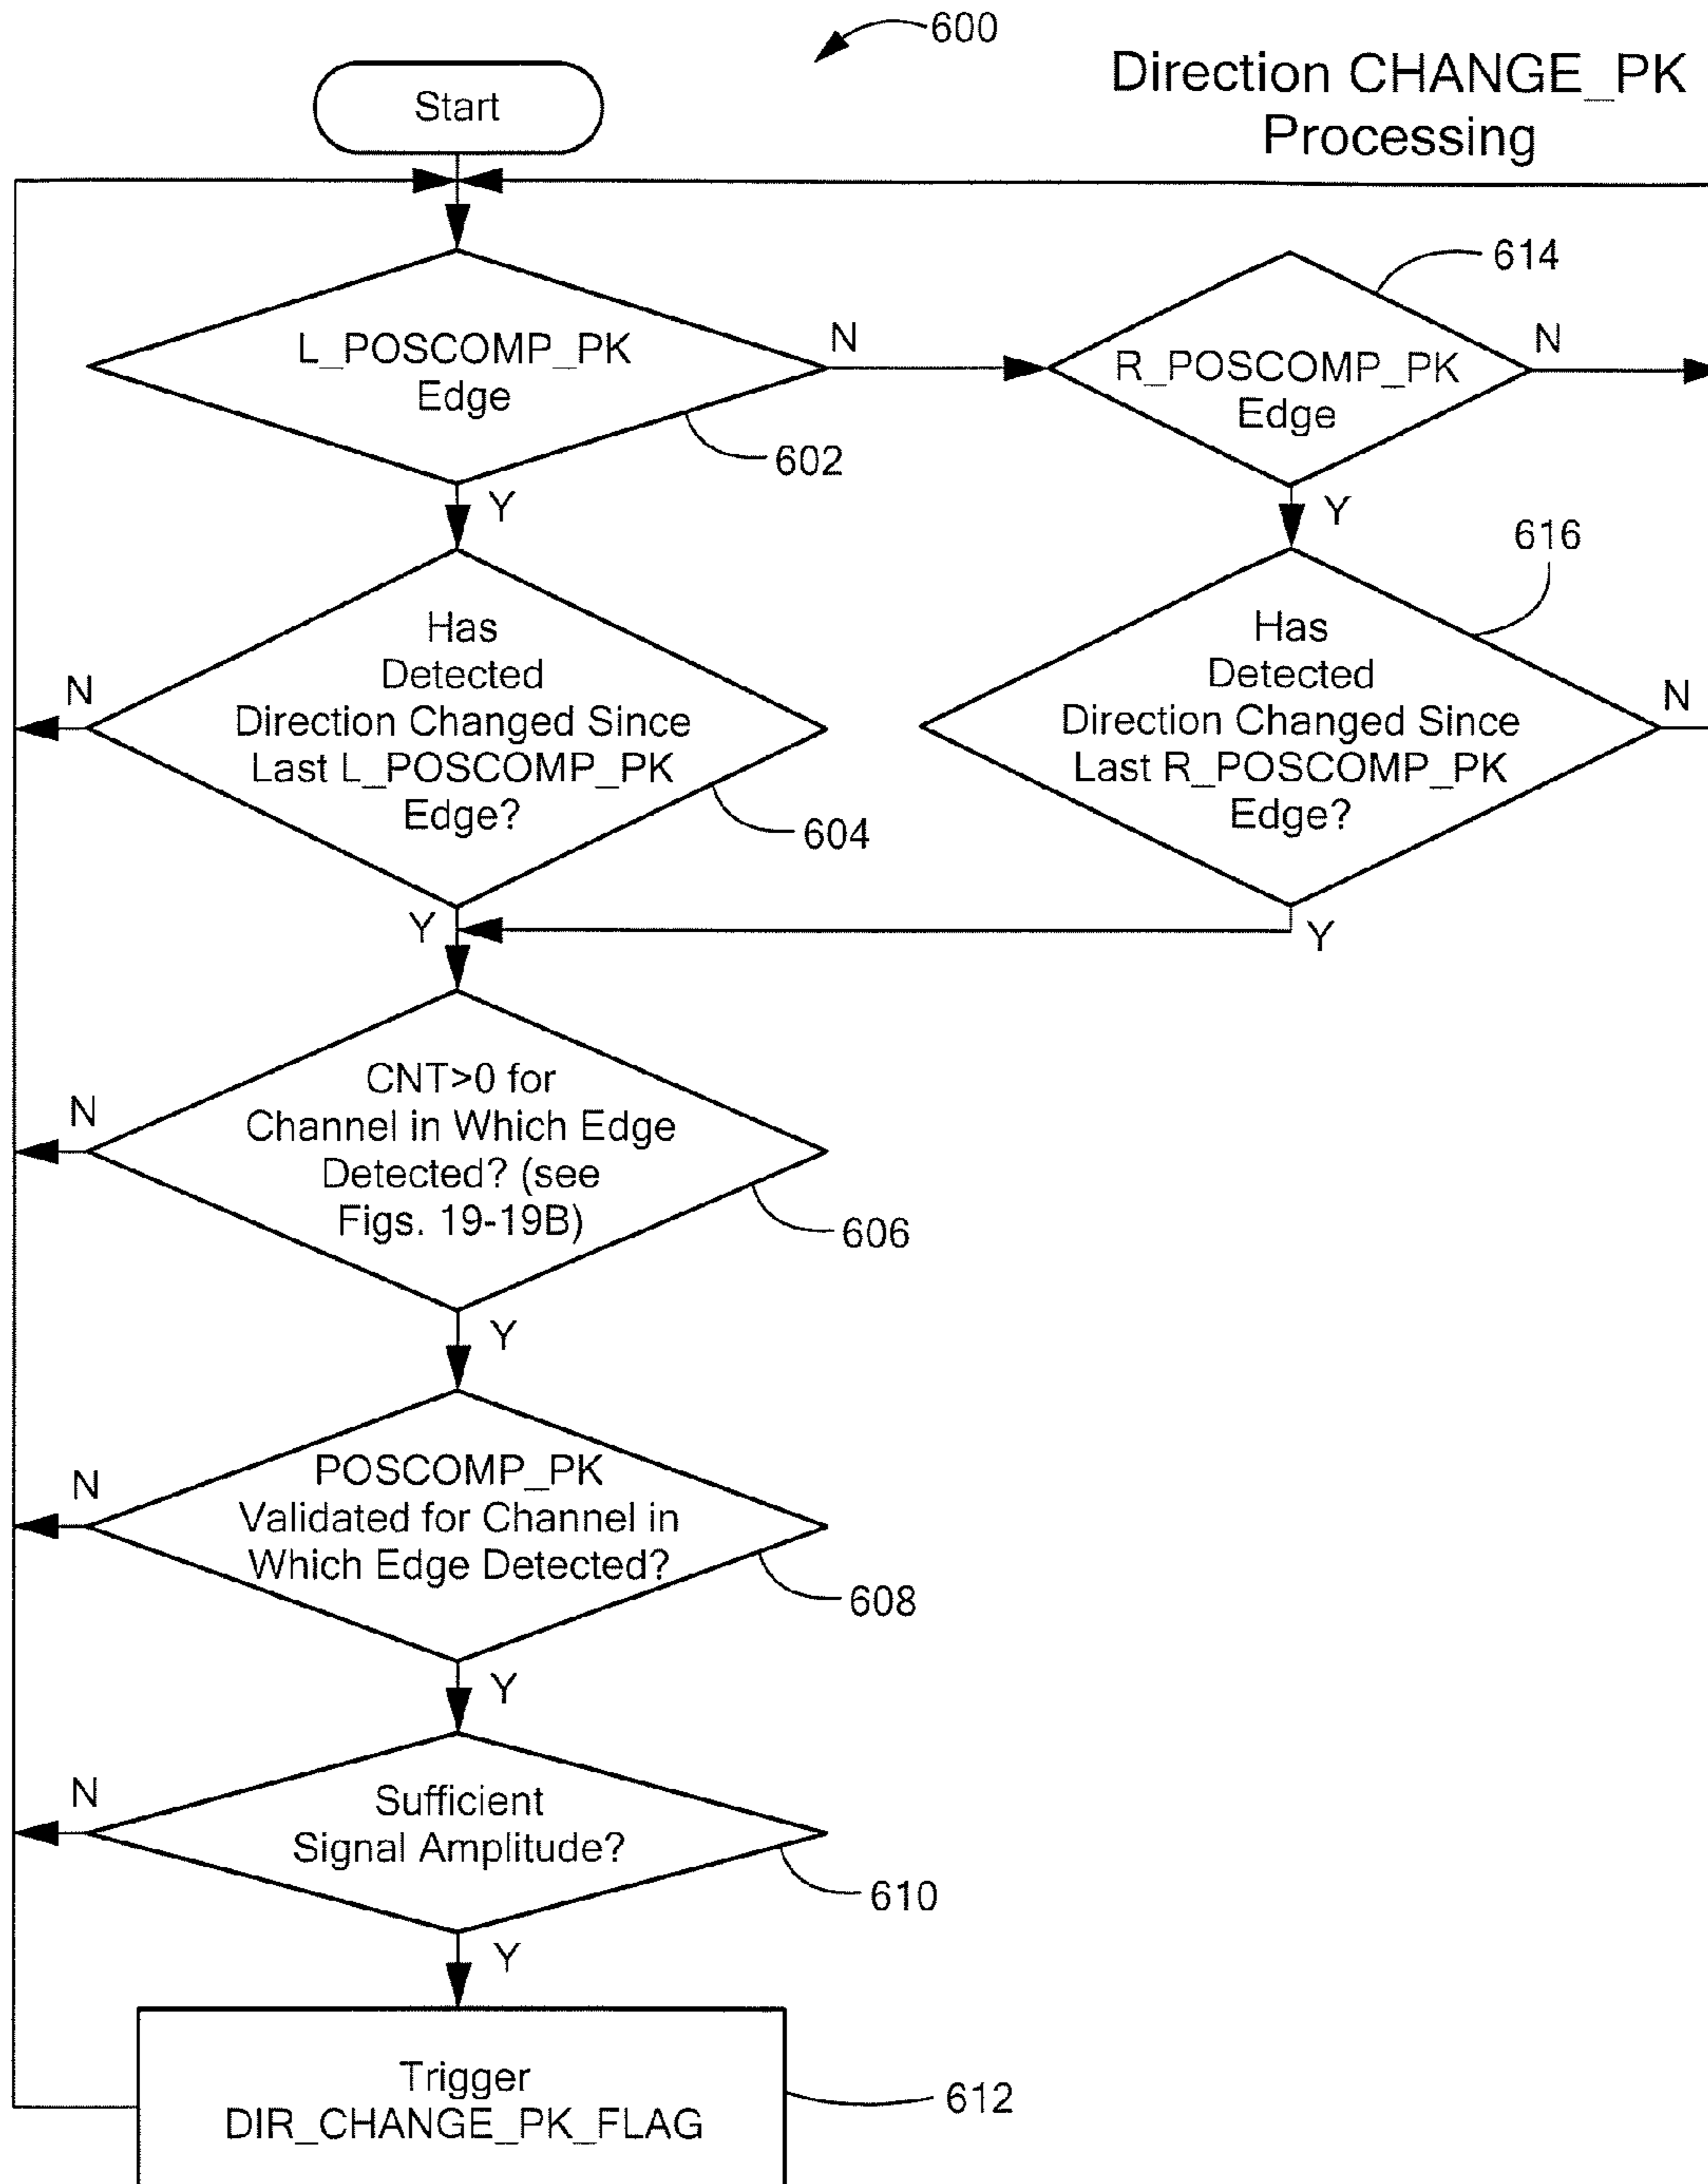 600
Direction CHANGE_PK
Processing
Start
L_POSCOMP_PK
Edge
N
602
Y
R_POSCOMP_PK
Edge
614
N
Y
Has
Detected
Direction Changed Since
Last L_POSCOMP_PK
Edge?
N
604
Y
Has
Detected
Direction Changed Since
Last R_POSCOMP_PK
Edge?
616
N
Y
CNT>0 for
Channel in Which Edge
Detected? (see
Figs. 19-19B)
N
606
Y
POSCOMP_PK
Validated for Channel in
Which Edge Detected?
N
608
Y
Sufficient
Signal Amplitude?
N
610
Y
Trigger
DIR_CHANGE_PK_FLAG
612